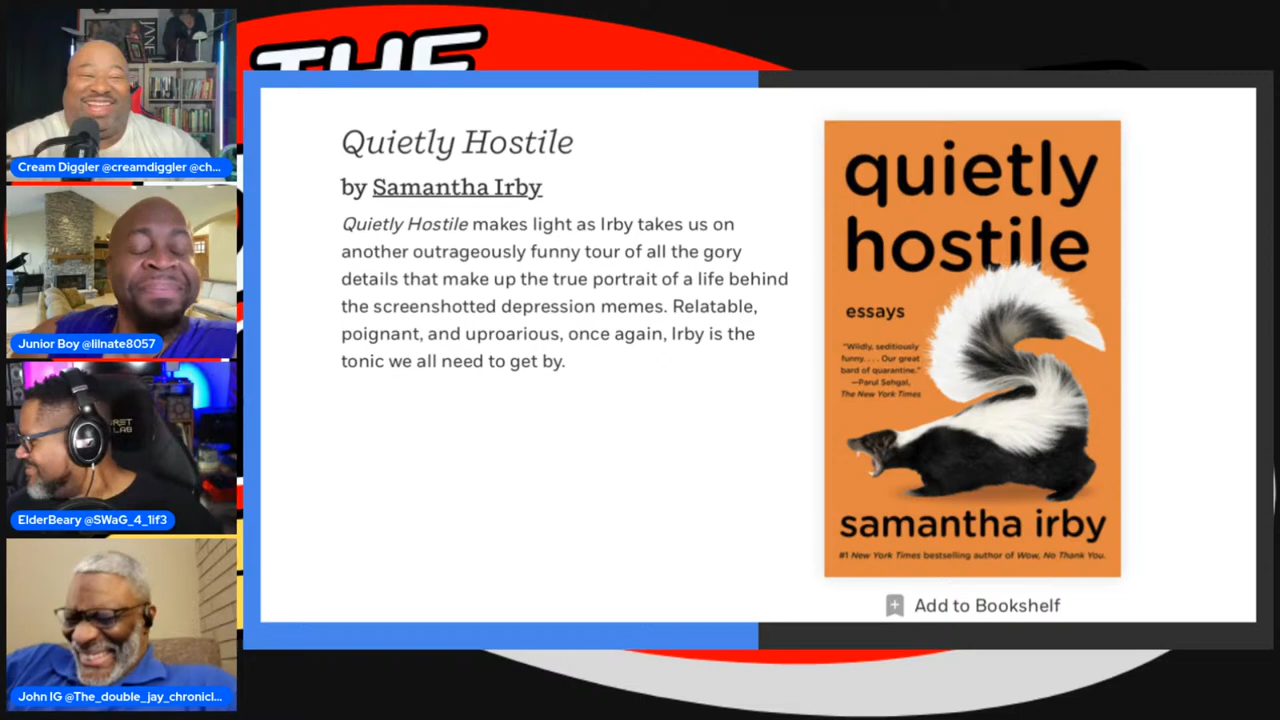 THE
Cream Diggler @creamdiggler @ch...
Junior Boy @lilnate8057
ElderBeary @SWaG_4_1if3
John IG @The_double_jay_chronicl...
Quietly Hostile
by Samantha Irby
Quietly Hostile makes light as Irby takes us on
another outrageously funny tour of all the gory
details that make up the true portrait of a life behind
the screenshotted depression memes. Relatable,
poignant, and uproarious, once again, Irby is the
tonic we all need to get by.
quietly
hostile
essays
"Wildly, seditiously
funny. . . . Our great
bard of quarantine."
—Parul Sehgal,
The New York Times
samantha irby
#1 New York Times bestselling author of Wow, No Thank You.
Add to Bookshelf